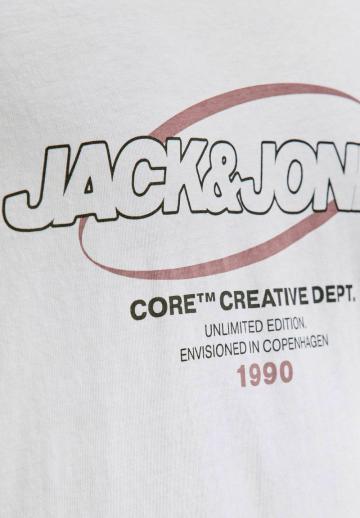 JACK&JON
CORE™ CREATIVE DEPT.
UNLIMITED EDITION.
ENVISIONED IN COPENHAGEN
1990